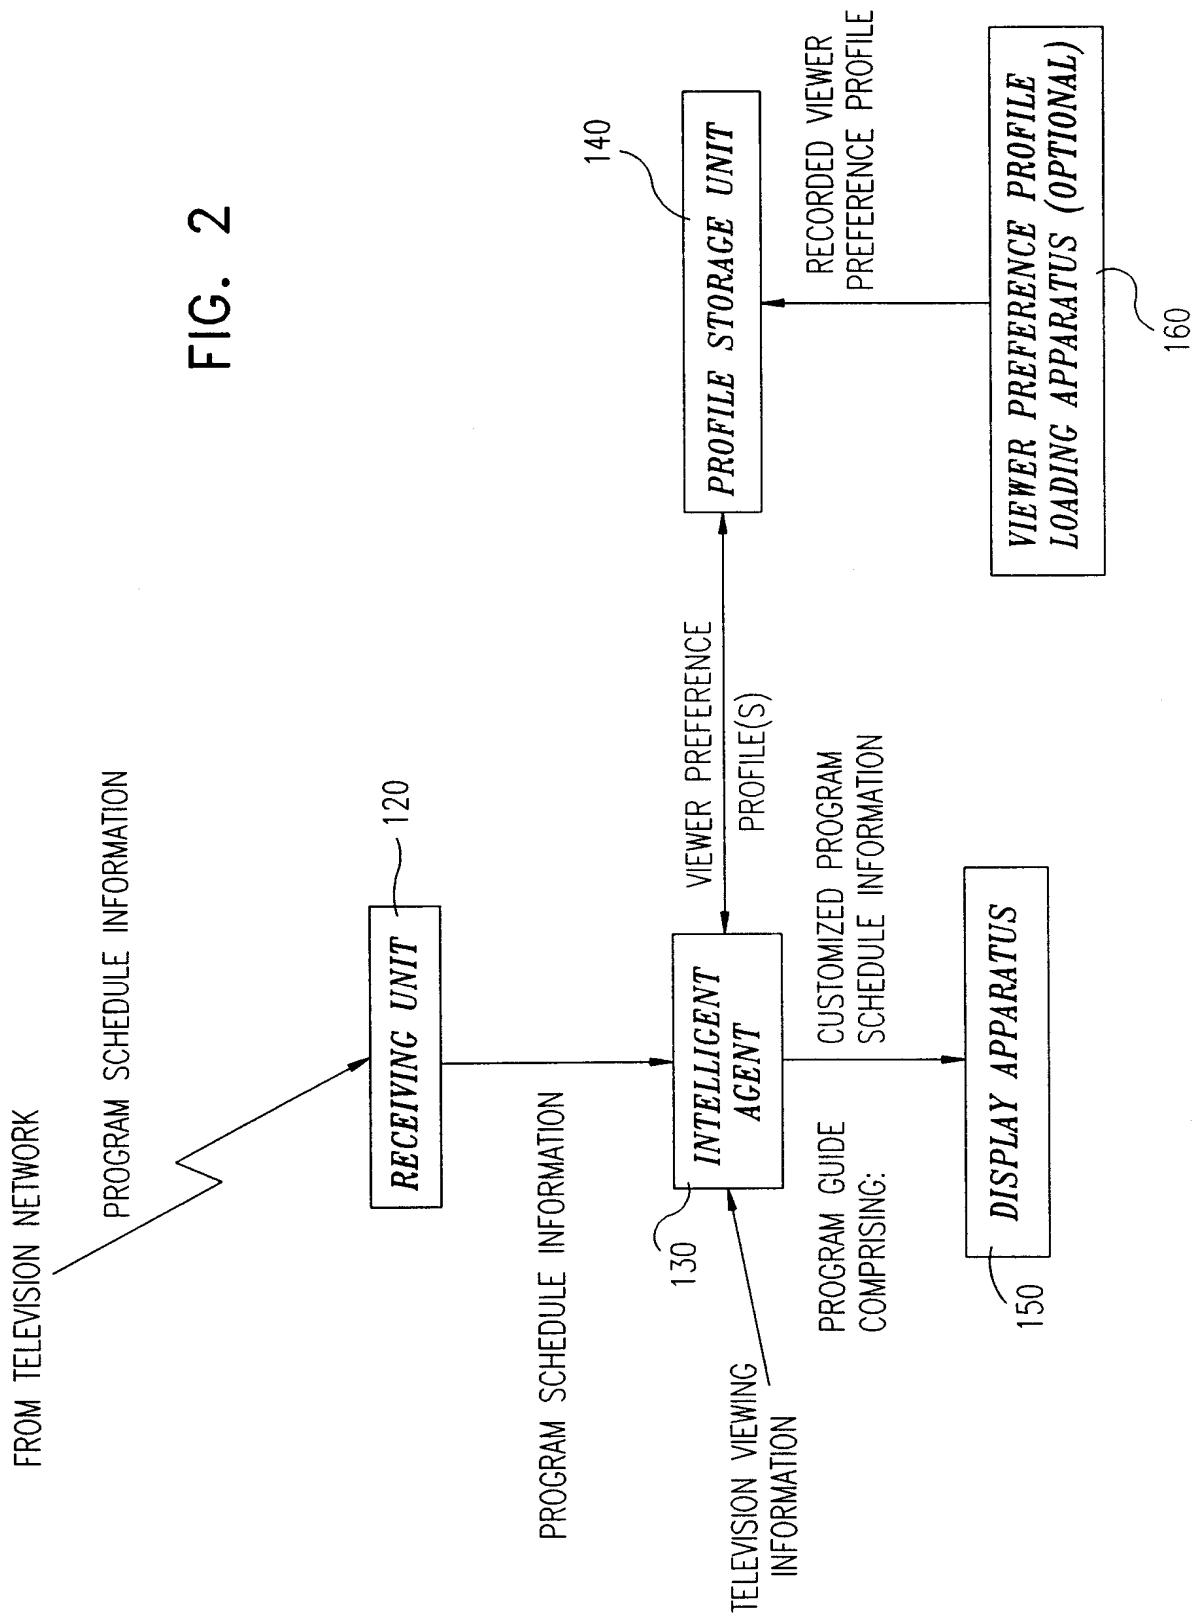 FIG. 2
FROM TELEVISION NETWORK
PROGRAM SCHEDULE INFORMATION
RECEIVING UNIT
120
PROGRAM SCHEDULE INFORMATION
TELEVISION VIEWING
INFORMATION
130
INTELLIGENT
AGENT
VIEWER PREFERENCE
PROFILE(S)
140
PROFILE STORAGE UNIT
PROGRAM GUIDE
COMPRISING:
CUSTOMIZED PROGRAM
SCHEDULE INFORMATION
RECORDED VIEWER
PREFERENCE PROFILE
150
DISPLAY APPARATUS
VIEWER PREFERENCE PROFILE
LOADING APPARATUS (OPTIONAL)
160